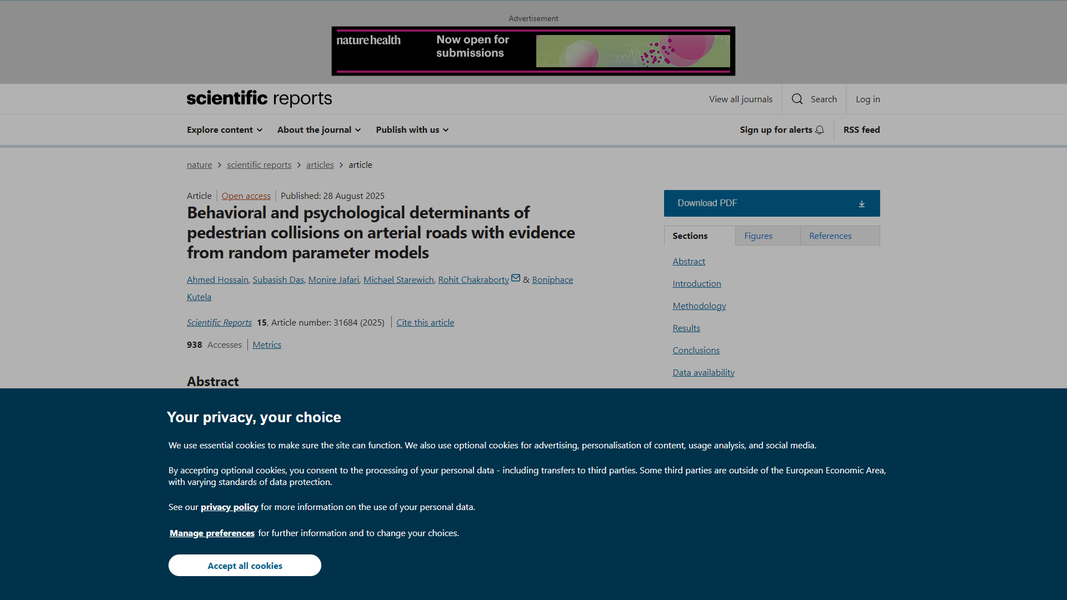 Advertisement
nature health
Now open for
submissions
scientific reports
View all journals
Search
Log in
Explore content
About the journal
Publish with us
Sign up for alerts
RSS feed
nature > scientific reports > articles > article
Article
Open access
Published: 28 August 2025
Behavioral and psychological determinants of
pedestrian collisions on arterial roads with evidence
from random parameter models
Ahmed Hossain, Subasish Das, Monire Jafari, Michael Starewich, Rohit Chakraborty & Boniphace
Kutela
Scientific Reports 15, Article number: 31684 (2025)
Cite this article
938 Accesses
Metrics
Abstract
Download PDF
Sections
Figures
References
Abstract
Introduction
Methodology
Results
Conclusions
Data availability
Your privacy, your choice
We use essential cookies to make sure the site can function. We also use optional cookies for advertising, personalisation of content, usage analysis, and social media.
By accepting optional cookies, you consent to the processing of your personal data - including transfers to third parties. Some third parties are outside of the European Economic Area,
with varying standards of data protection.
See our privacy policy for more information on the use of your personal data.
Manage preferences for further information and to change your choices.
Accept all cookies